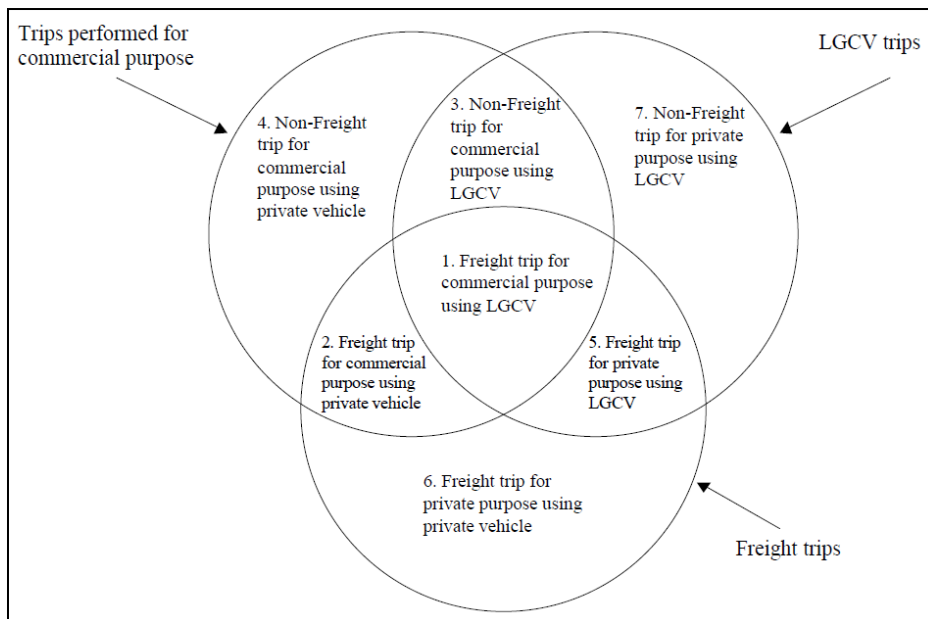 Trips performed for
commercial purpose
LGCV trips
4. Non-Freight
trip for
commercial
purpose using
private vehicle
3. Non-Freight
trip for
commercial
purpose using
LGCV
7. Non-Freight
trip for private
purpose using
LGCV
1. Freight trip for
commercial purpose
using LGCV
2. Freight trip
for commercial
purpose using
private vehicle
5. Freight trip
for private
purpose using
LGCV
6. Freight trip for
private purpose using
private vehicle
Freight trips